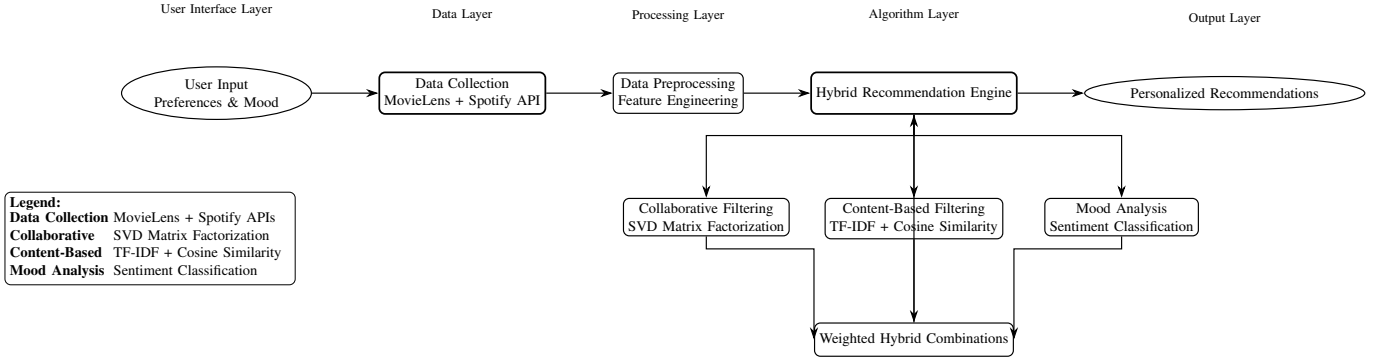 User Interface Layer
Data Layer
Processing Layer
Algorithm Layer
Output Layer
User Input
Preferences & Mood
Data Collection
MovieLens + Spotify API
Data Preprocessing
Feature Engineering
Hybrid Recommendation Engine
Personalized Recommendations
Legend:
Data Collection MovieLens + Spotify APIs
Collaborative SVD Matrix Factorization
Content-Based TF-IDF + Cosine Similarity
Mood Analysis Sentiment Classification
Collaborative Filtering
SVD Matrix Factorization
Content-Based Filtering
TF-IDF + Cosine Similarity
Mood Analysis
Sentiment Classification
Weighted Hybrid Combinations